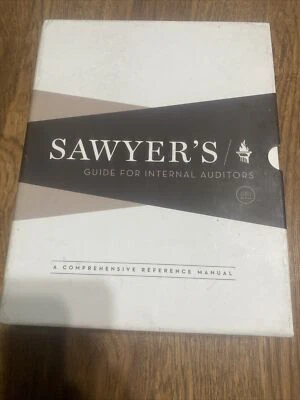 SAWYER'S
GUIDE FOR INTERNAL AUDITORS
A COMPREHENSIVE REFERENCE MANUAL